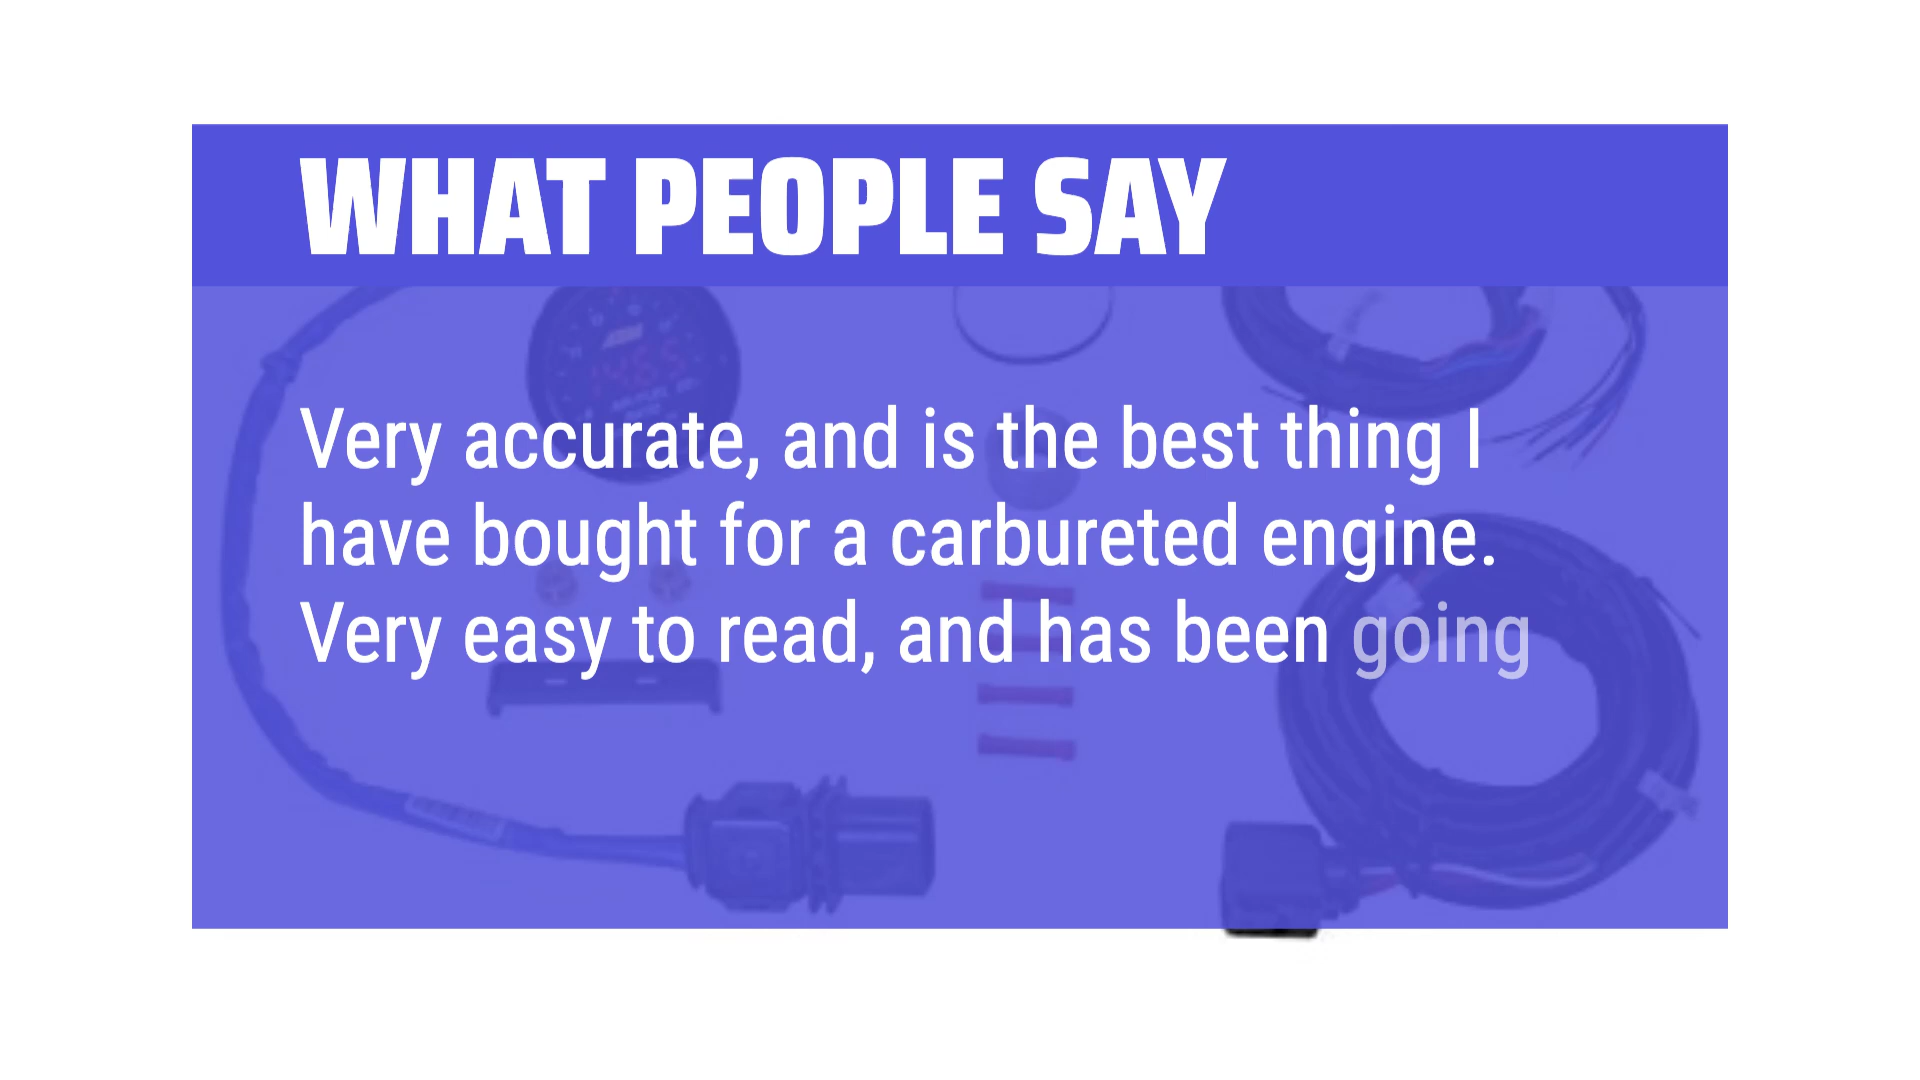 WHAT PEOPLE SAY
Very accurate, and is the best thing I
have bought for a carbureted engine.
Very easy to read, and has been going